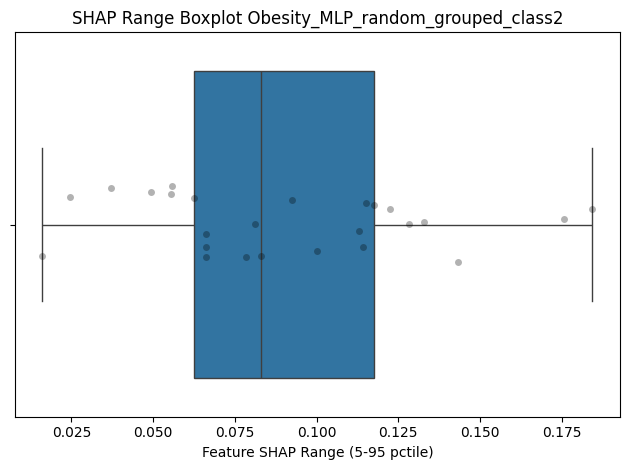 SHAP Range Boxplot Obesity_MLP_random_grouped_class2
0.025 0.050 0.075 0.100 0.125 0.150 0.175
Feature SHAP Range (5-95 pctile)